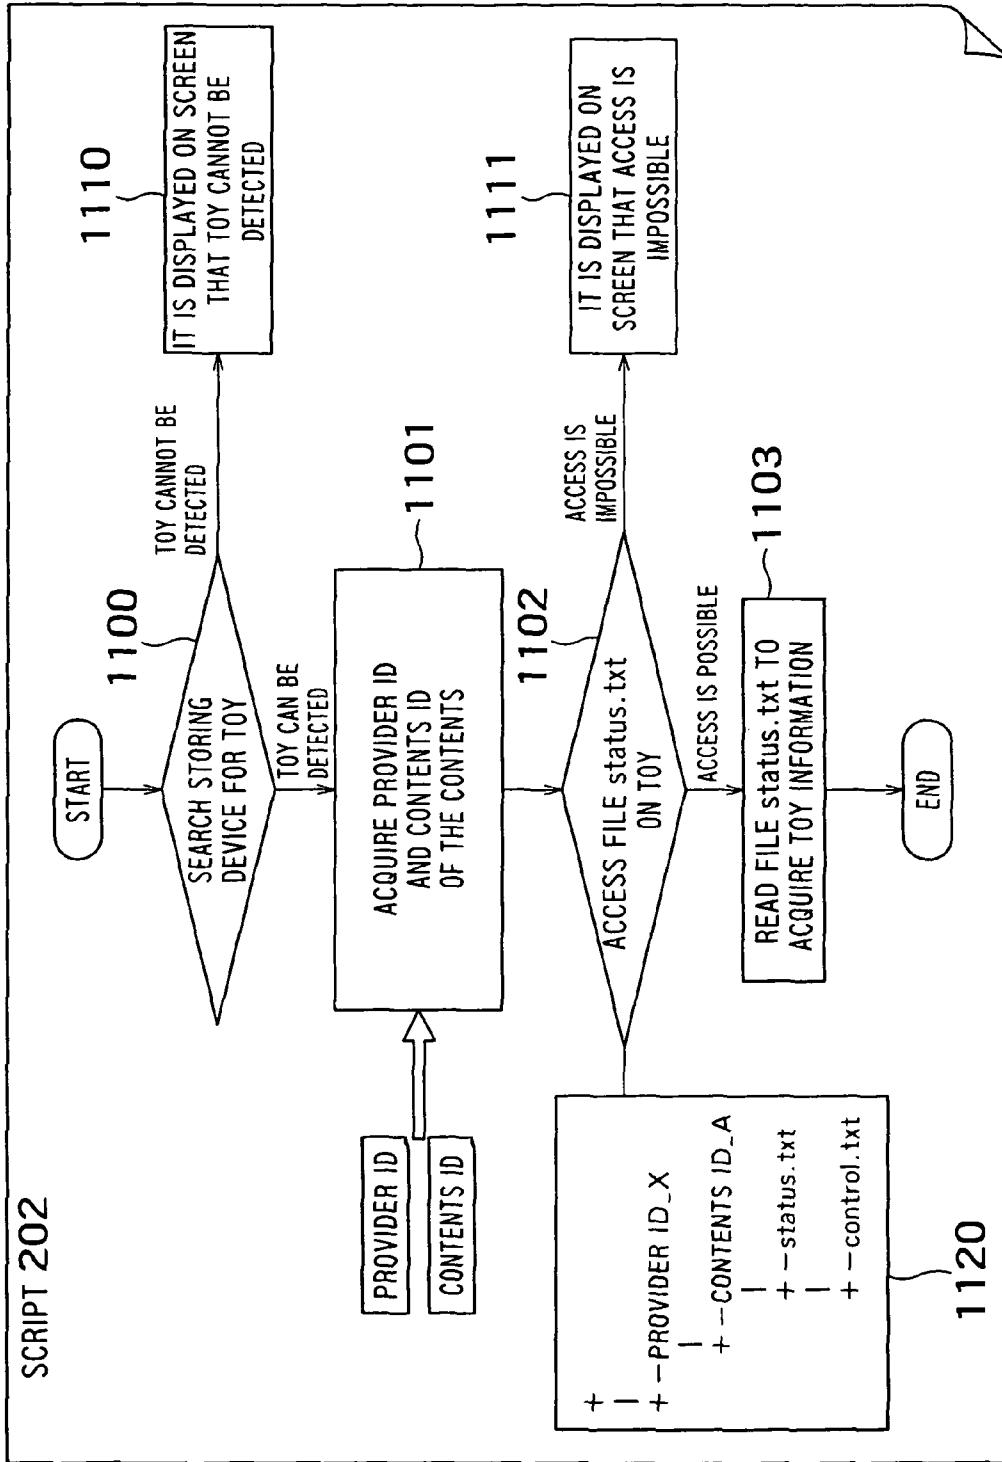 SCRIPT 202
START
SEARCH STORING
DEVICE FOR TOY
1100
TOY CANNOT BE
DETECTED
IT IS DISPLAYED ON SCREEN
THAT TOY CANNOT BE
DETECTED
1110
TOY CAN BE
DETECTED
PROVIDER ID
CONTENTS ID
ACQUIRE PROVIDER ID
AND CONTENTS ID
OF THE CONTENTS
1101
ACCESS FILE status.txt
ON TOY
1102
ACCESS IS
IMPOSSIBLE
IT IS DISPLAYED ON
SCREEN THAT ACCESS IS
IMPOSSIBLE
1111
+
|
+-PROVIDER ID_X
|
+-CONTENTS ID_A
|
+-status.txt
|
+-control.txt
1120
ACCESS IS POSSIBLE
READ FILE status.txt TO
ACQUIRE TOY INFORMATION
1103
END